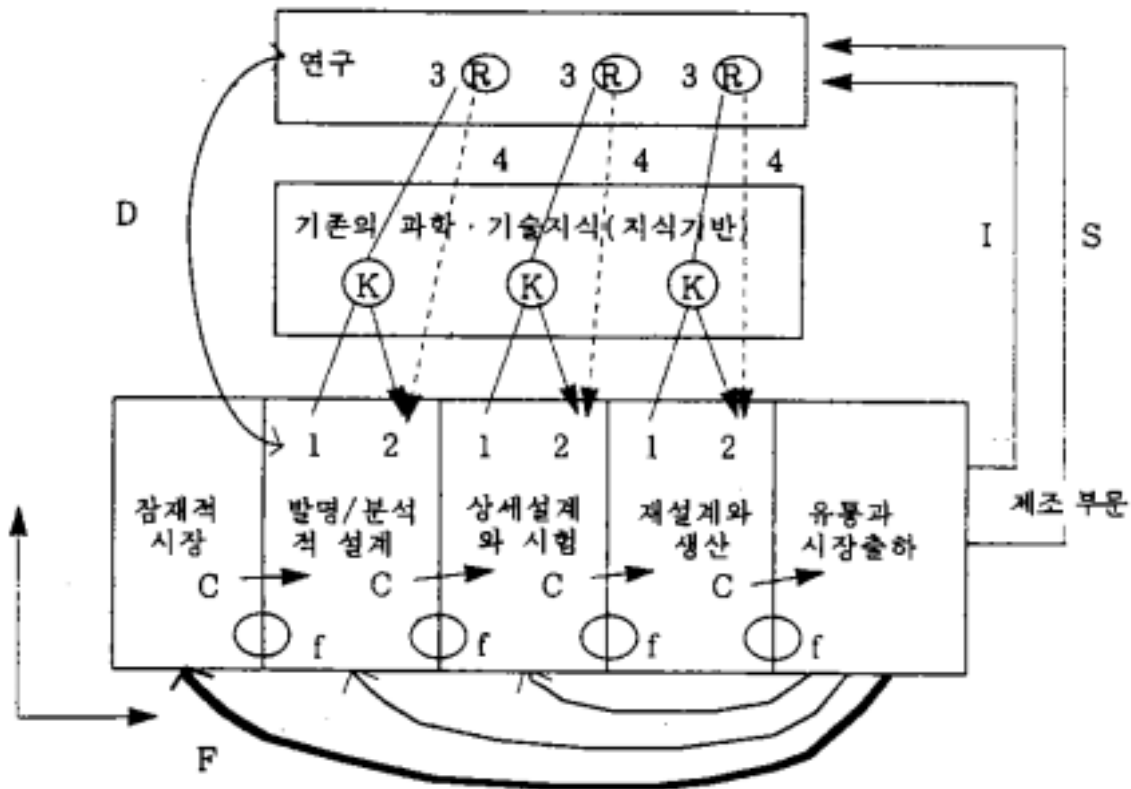 연구
3 R 3 R 3 R
4 4 4
D
기존의 과학·기술지식(지식기반)
I S
K K K
1 2 1 2 1 2
잠재적
시장
발명/분석
적 설계
상세설계
와 시험
재설계와
생산
유통과
시장출하
제조 부문
C C C C
f f f f
F